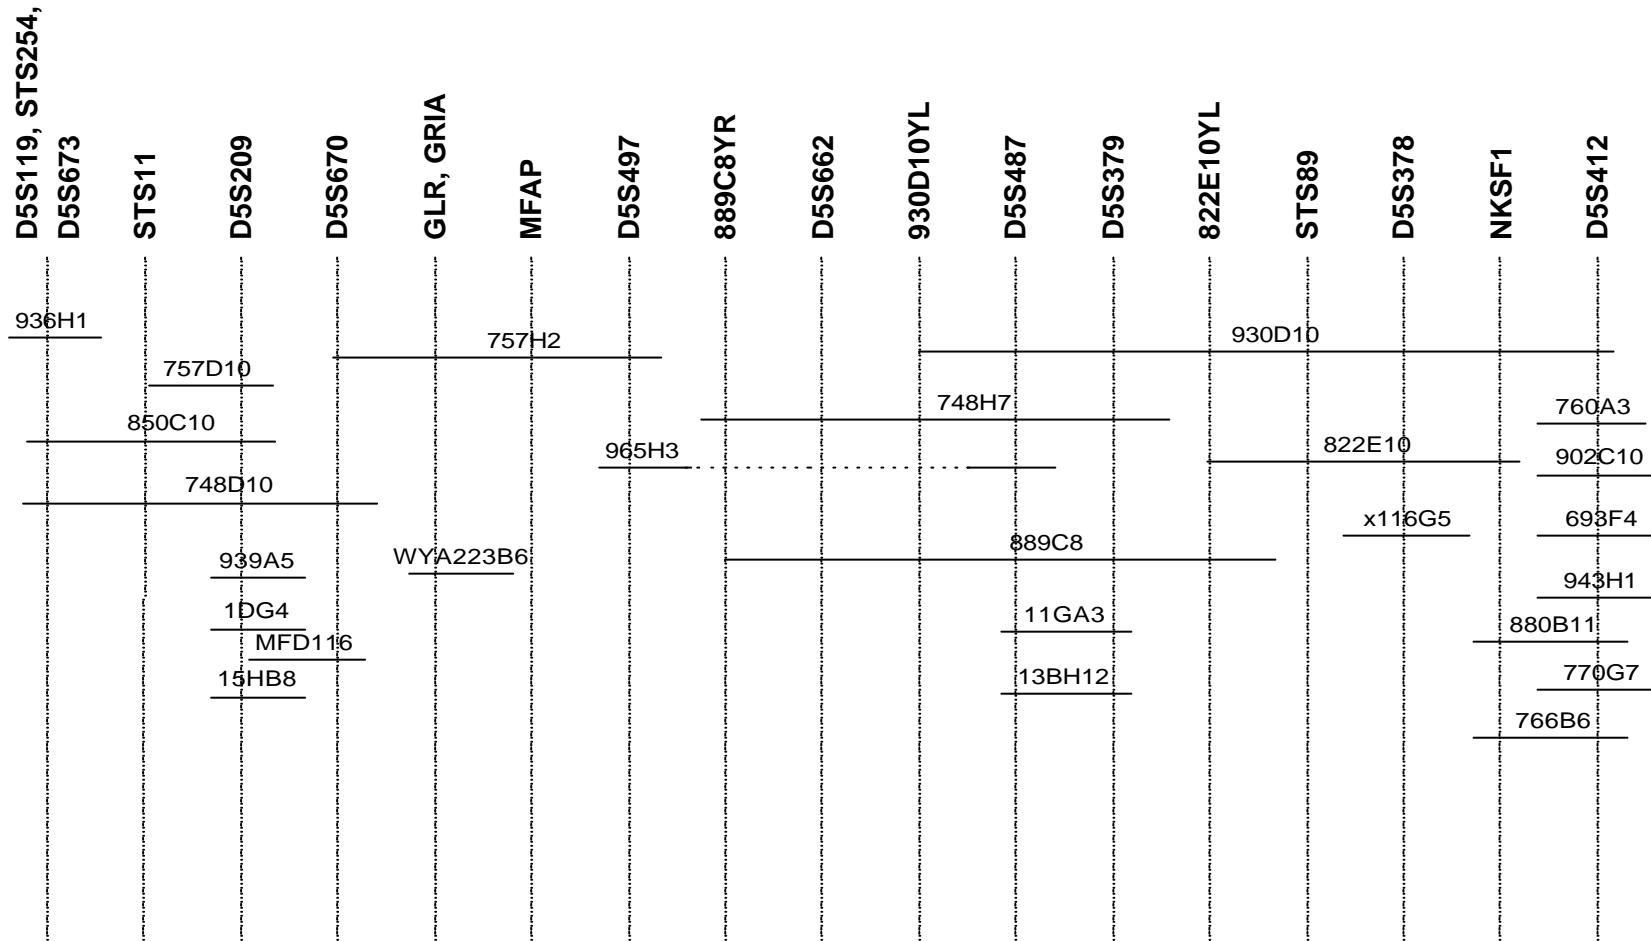 D5S119, STS254,
D5S673
STS11
D5S209
D5S670
GLR, GRIA
MFAP
D5S497
889C8YR
D5S662
930D10YL
D5S487
D5S379
822E10YL
STS89
D5S378
NKSF1
D5S412
936H1
757H2
930D10
757D10
748H7
760A3
850C10
965H3
822E10
902C10
748D10
x116G5
693F4
889C8
939A5
WYA223B6
943H1
1DG4
11GA3
880B11
MFD116
15HB8
13BH12
770G7
766B6